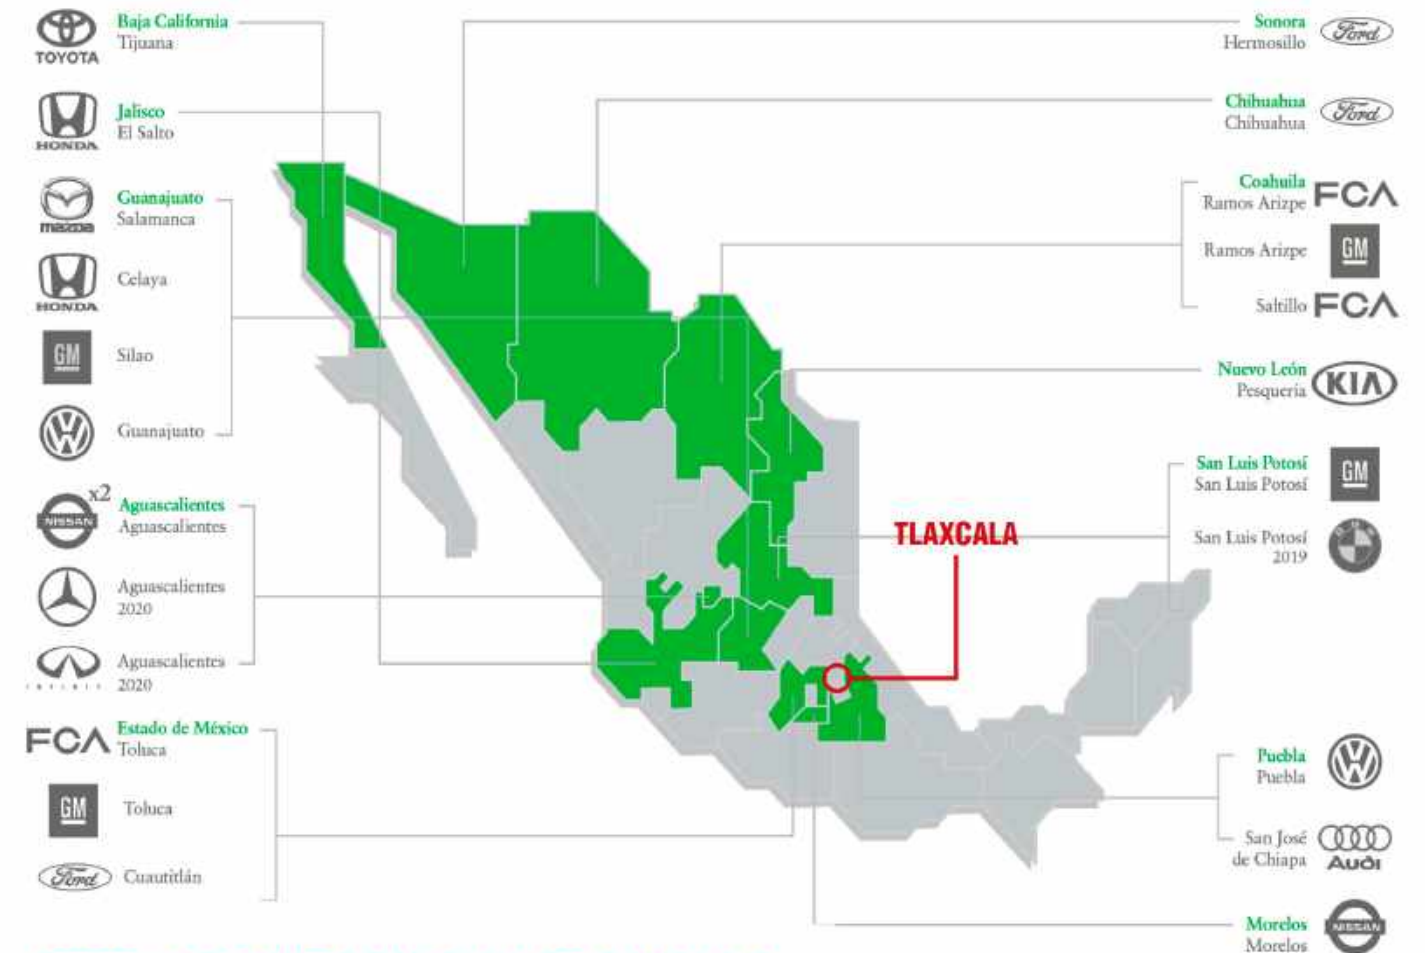 TOYOTA
Baja California
Tijuana
HONDA
Jalisco
El Salto
mazda
Guanajuato
Salamanca
HONDA
Celaya
GM
Silao
Guanajuato
NISSAN
x2
Aguascalientes
Aguascalientes
Aguascalientes
2020
INFINITI
Aguascalientes
2020
FCA
Estado de México
Toluca
GM
Toluca
Ford
Cuautitlán
TLAXCALA
Sonora
Hermosillo
Ford
Chihuahua
Chihuahua
Ford
Coahuila
Ramos Arizpe
FCA
Ramos Arizpe
GM
Saltillo
FCA
Nuevo León
Pesquería
KIA
San Luis Potosí
San Luis Potosí
GM
San Luis Potosí
2019
BMW
Puebla
Puebla
San José
de Chiapa
Audi
Morelos
Morelos
NISSAN